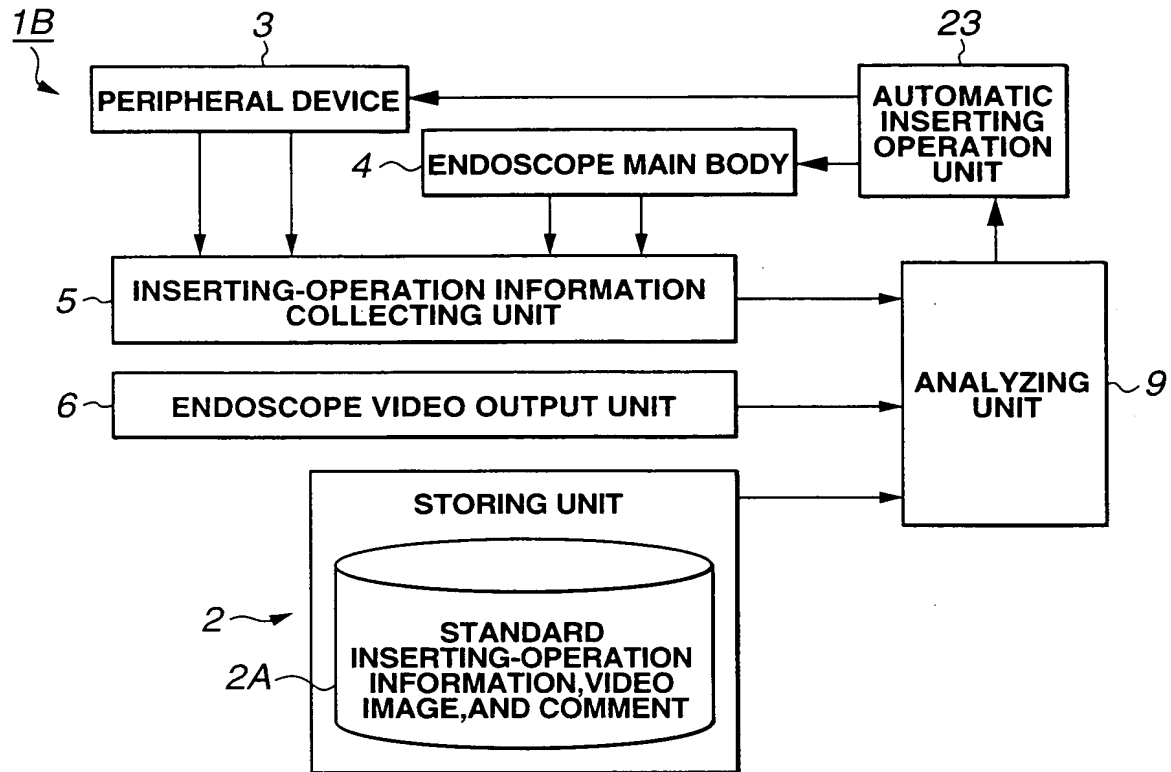 1B
3
23
PERIPHERAL DEVICE
AUTOMATIC
INSERTING
OPERATION
UNIT
4
ENDOSCOPE MAIN BODY
5
INSERTING-OPERATION INFORMATION
COLLECTING UNIT
6
ENDOSCOPE VIDEO OUTPUT UNIT
ANALYZING
UNIT
9
STORING UNIT
2
2A
STANDARD
INSERTING-OPERATION
INFORMATION,VIDEO
IMAGE,AND COMMENT